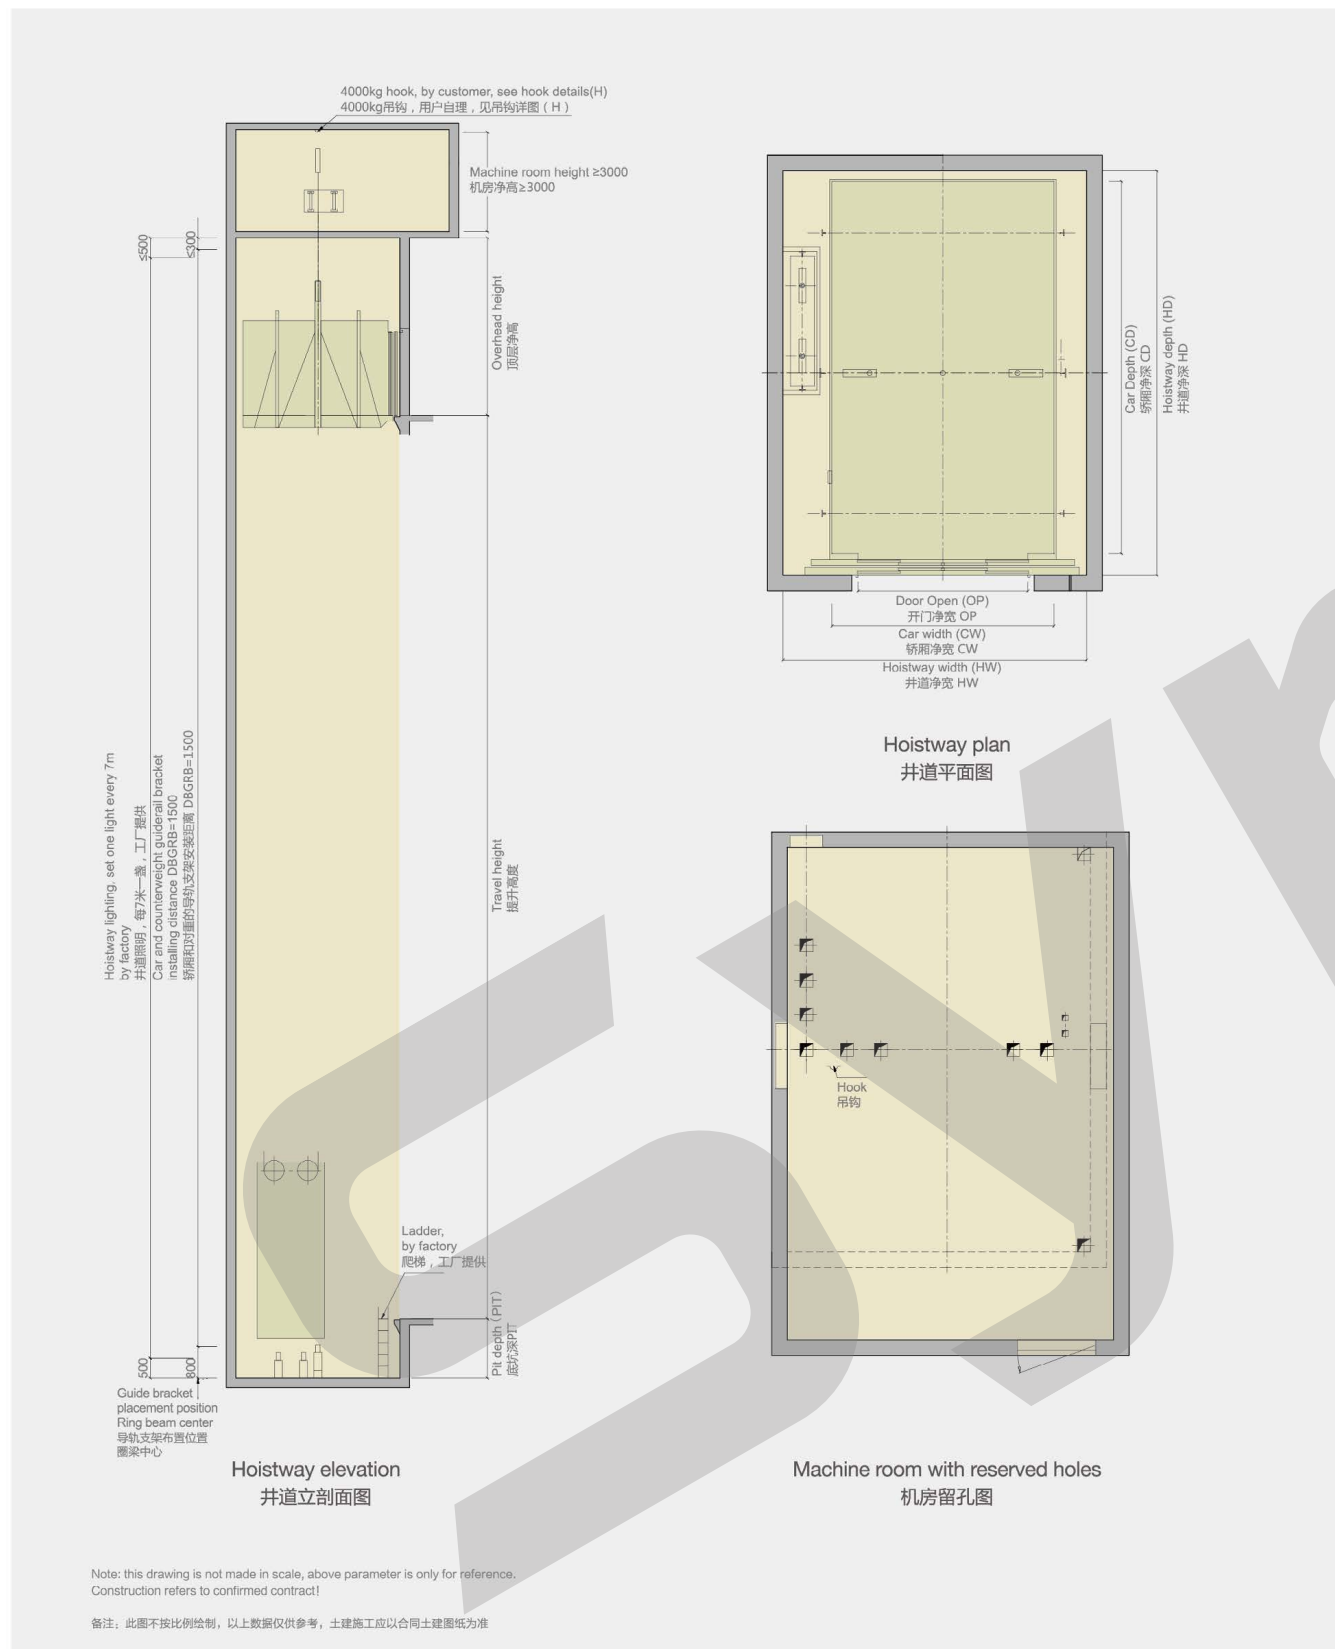 4000kg hook, by customer, see hook details(H)
4000kg吊钩，用户自理，见吊钩详图（H）
Machine room height ≥3000
机房净高≥3000
≤500
≤300
Overhead height
顶层净高
Hoistway lighting, set one light every 7m
by factory
井道照明，每7米一盏，工厂提供
Car and counterweight guiderail bracket
installing distance DBGRB=1500
轿厢和对重的导轨支架安装距离 DBGRB=1500
Travel height
提升高度
Ladder,
by factory
爬梯，工厂提供
Pit depth (PIT)
底坑深PIT
500
800
Guide bracket
placement position
Ring beam center
导轨支架布置位置
圈梁中心
Hoistway elevation
井道立剖面图
Car Depth (CD)
轿厢净深 CD
Hoistway depth (HD)
井道净深 HD
Door Open (OP)
开门净宽 OP
Car width (CW)
轿厢净宽 CW
Hoistway width (HW)
井道净宽 HW
Hoistway plan
井道平面图
Hook
吊钩
Machine room with reserved holes
机房留孔图
Note: this drawing is not made in scale, above parameter is only for reference.
Construction refers to confirmed contract!
备注：此图不按比例绘制，以上数据仅供参考，土建施工应以合同土建图纸为准